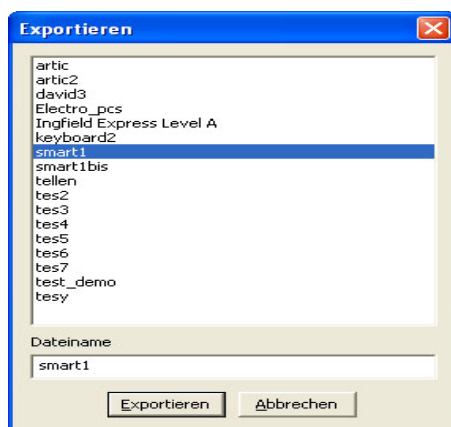 Exportieren
artic
artic2
david3
Electro_pcs
Ingfield Express Level A
keyboard2
smart1
smart1bis
tellen
tes2
tes3
tes4
tes5
tes6
tes7
test_demo
tesy
Dateiname
smart1
Exportieren Abbrechen